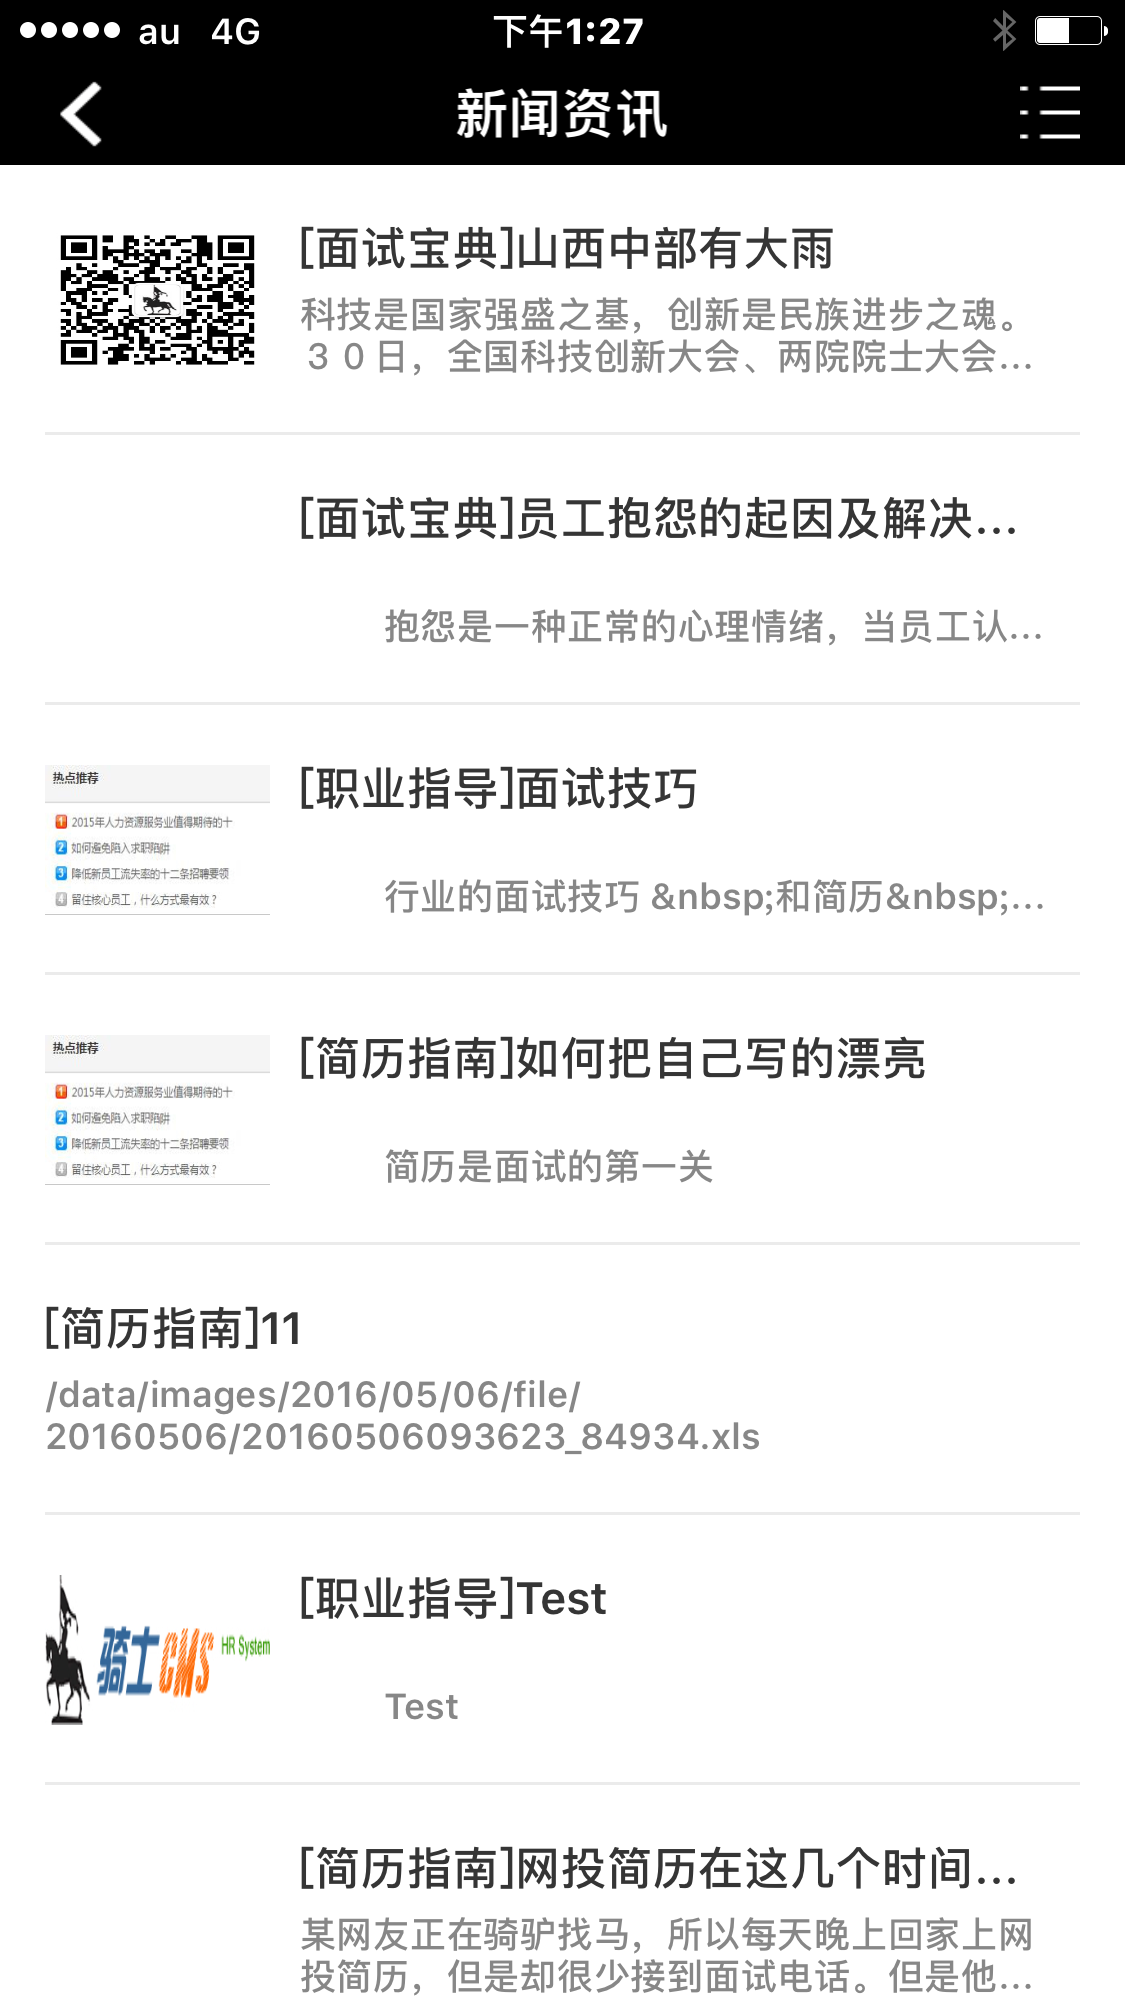 au 4G 下午1:27
新闻资讯
[面试宝典]山西中部有大雨
科技是国家强盛之基，创新是民族进步之魂。
３０日，全国科技创新大会、两院院士大会...
[面试宝典]员工抱怨的起因及解决...
抱怨是一种正常的心理情绪，当员工认...
热点推荐
1 2015年人力资源服务业值得期待的十
2 如何避免陷入求职陷阱
3 降低新员工流失率的十二条招聘要领
4 留住核心员工，什么方式最有效？
[职业指导]面试技巧
行业的面试技巧 &nbsp;和简历&nbsp;...
热点推荐
1 2015年人力资源服务业值得期待的十
2 如何避免陷入求职陷阱
3 降低新员工流失率的十二条招聘要领
4 留住核心员工，什么方式最有效？
[简历指南]如何把自己写的漂亮
简历是面试的第一关
[简历指南]11
/data/images/2016/05/06/file/
20160506/20160506093623_84934.xls
骑士CMS HR System
[职业指导]Test
Test
[简历指南]网投简历在这几个时间...
某网友正在骑驴找马，所以每天晚上回家上网
投简历，但是却很少接到面试电话。但是他...